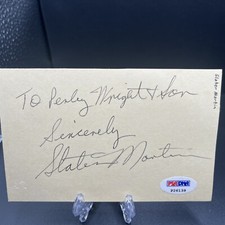 To Perley Wright & Son
Sincerely
Slater Martin
Slater Martin
PSA/DNA